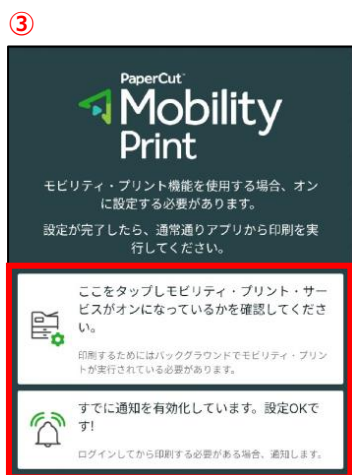 ③
PaperCut
Mobility
Print
モビリティ・プリント機能を使用する場合、オン
に設定する必要があります。
設定が完了したら、通常通りアプリから印刷を実
行してください。
ここをタップしモビリティ・プリント・サー
ビスがオンになっているかを確認してくださ
い。
印刷するためにはバックグラウンドでモビリティ・プリン
トが実行されている必要があります。
すでに通知を有効化しています。設定OKで
す!
ログインしてから印刷する必要がある場合、通知します。